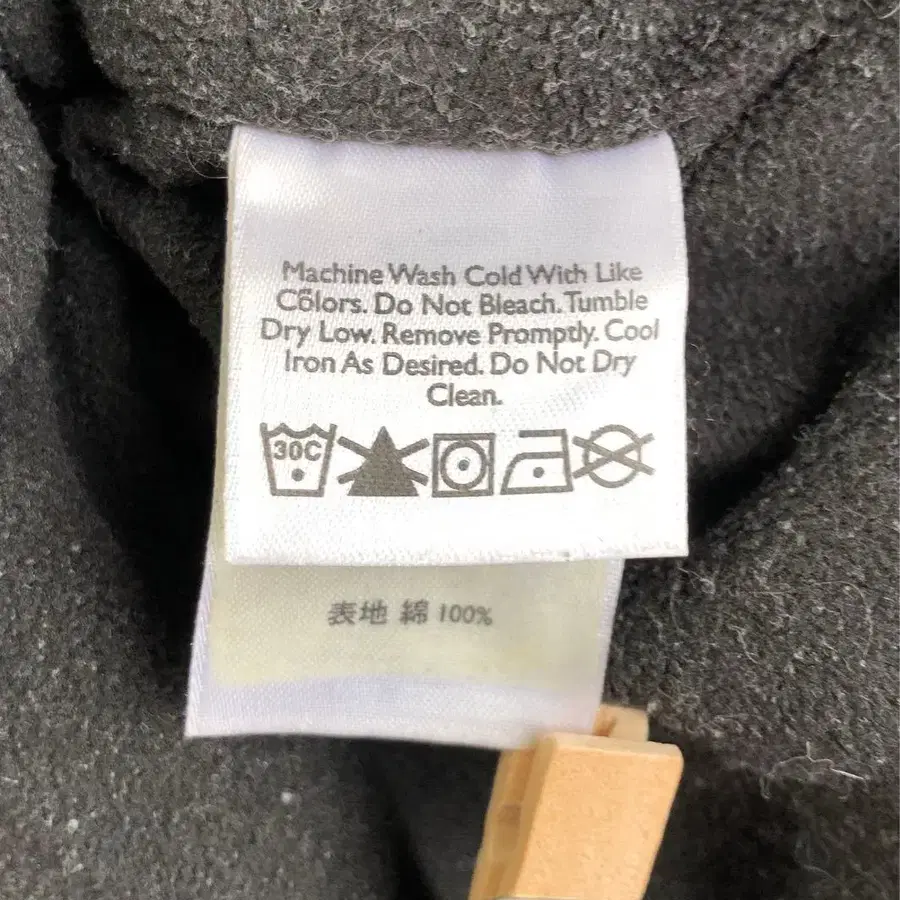 Machine Wash Cold With Like
Colors. Do Not Bleach. Tumble
Dry Low. Remove Promptly. Cool
Iron As Desired. Do Not Dry
Clean.
30C
表地 綿 100%